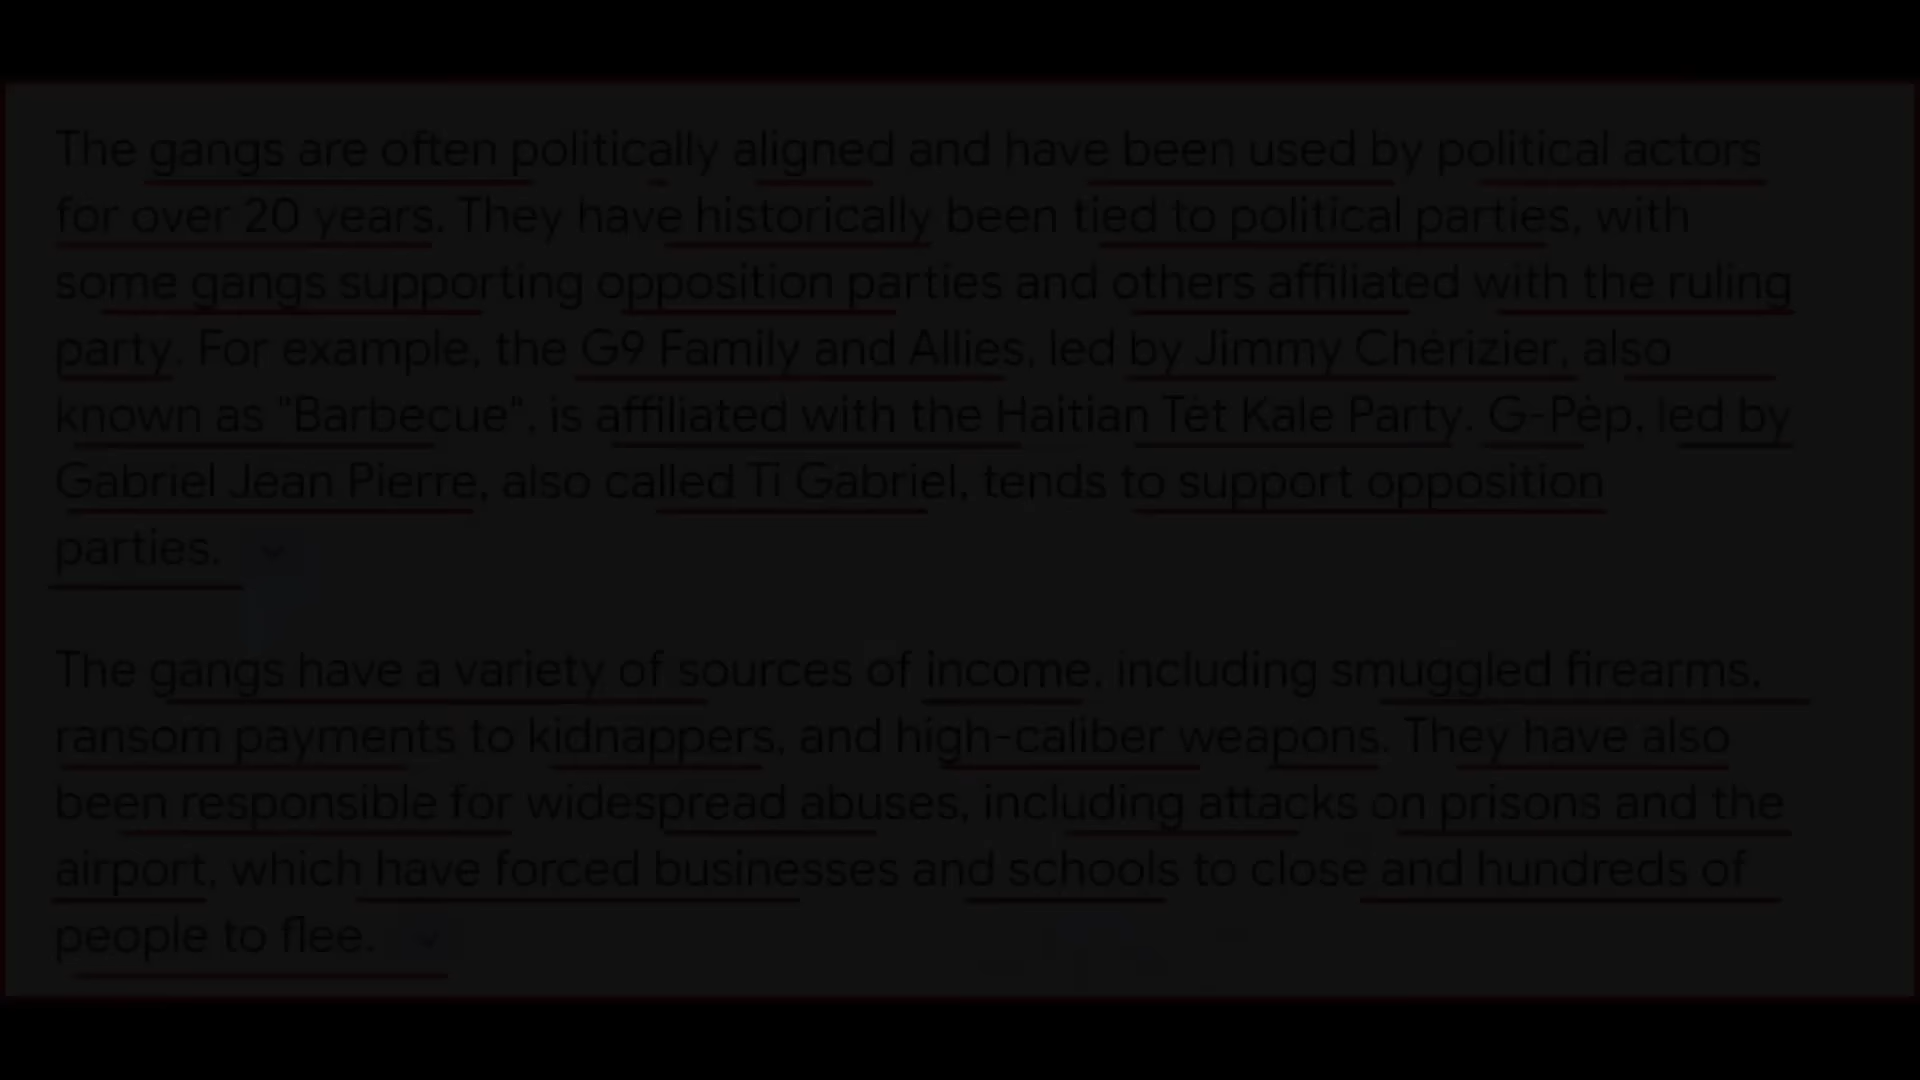 The gangs are often politically aligned and have been used by political actors
for over 20 years. They have historically been tied to political parties, with
some gangs supporting opposition parties and others affiliated with the ruling
party. For example, the G9 Family and Allies, led by Jimmy Chérizier, also
known as "Barbecue", is affiliated with the Haitian Tèt Kale Party. G-Pèp, led by
Gabriel Jean Pierre, also called Ti Gabriel, tends to support opposition
parties.
The gangs have a variety of sources of income, including smuggled firearms,
ransom payments to kidnappers, and high-caliber weapons. They have also
been responsible for widespread abuses, including attacks on prisons and the
airport, which have forced businesses and schools to close and hundreds of
people to flee.